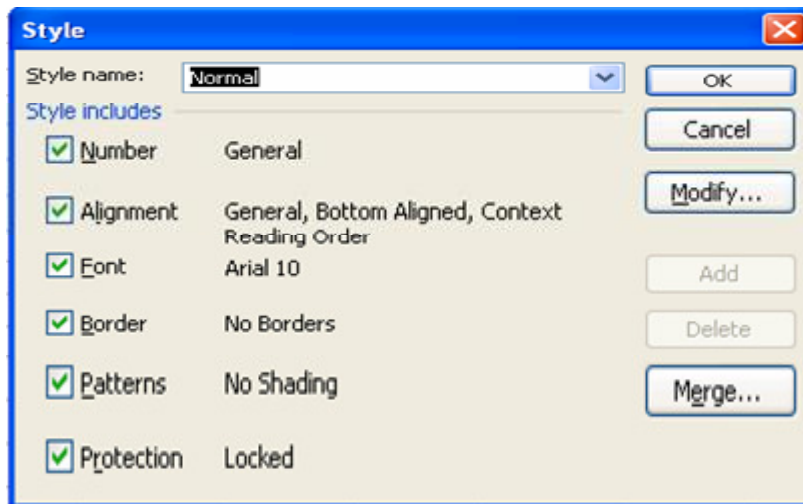 Style
Style name: Normal OK
Style includes
Cancel
Number General
Modify...
Alignment General, Bottom Aligned, Context
Reading Order
Font Arial 10
Add
Border No Borders
Delete
Patterns No Shading
Merge...
Protection Locked